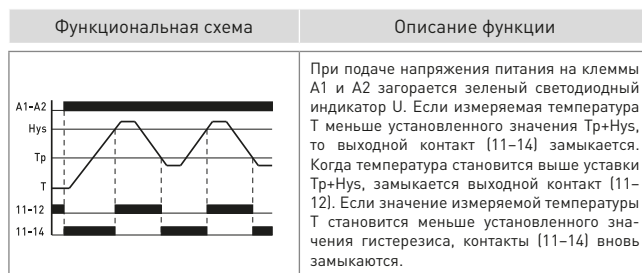 Функциональная схема
Описание функции
A1-A2
Hys
Tp
T
11-12
11-14
При подаче напряжения питания на клеммы
А1 и А2 загорается зеленый светодиодный
индикатор U. Если измеряемая температура
Т меньше установленного значения Tp+Hys,
то выходной контакт (11–14) замыкается.
Когда температура становится выше уставки
Tp+Hys, замыкается выходной контакт (11–
12). Если значение измеряемой температуры
Т становится меньше установленного зна-
чения гистерезиса, контакты (11–14) вновь
замыкаются.